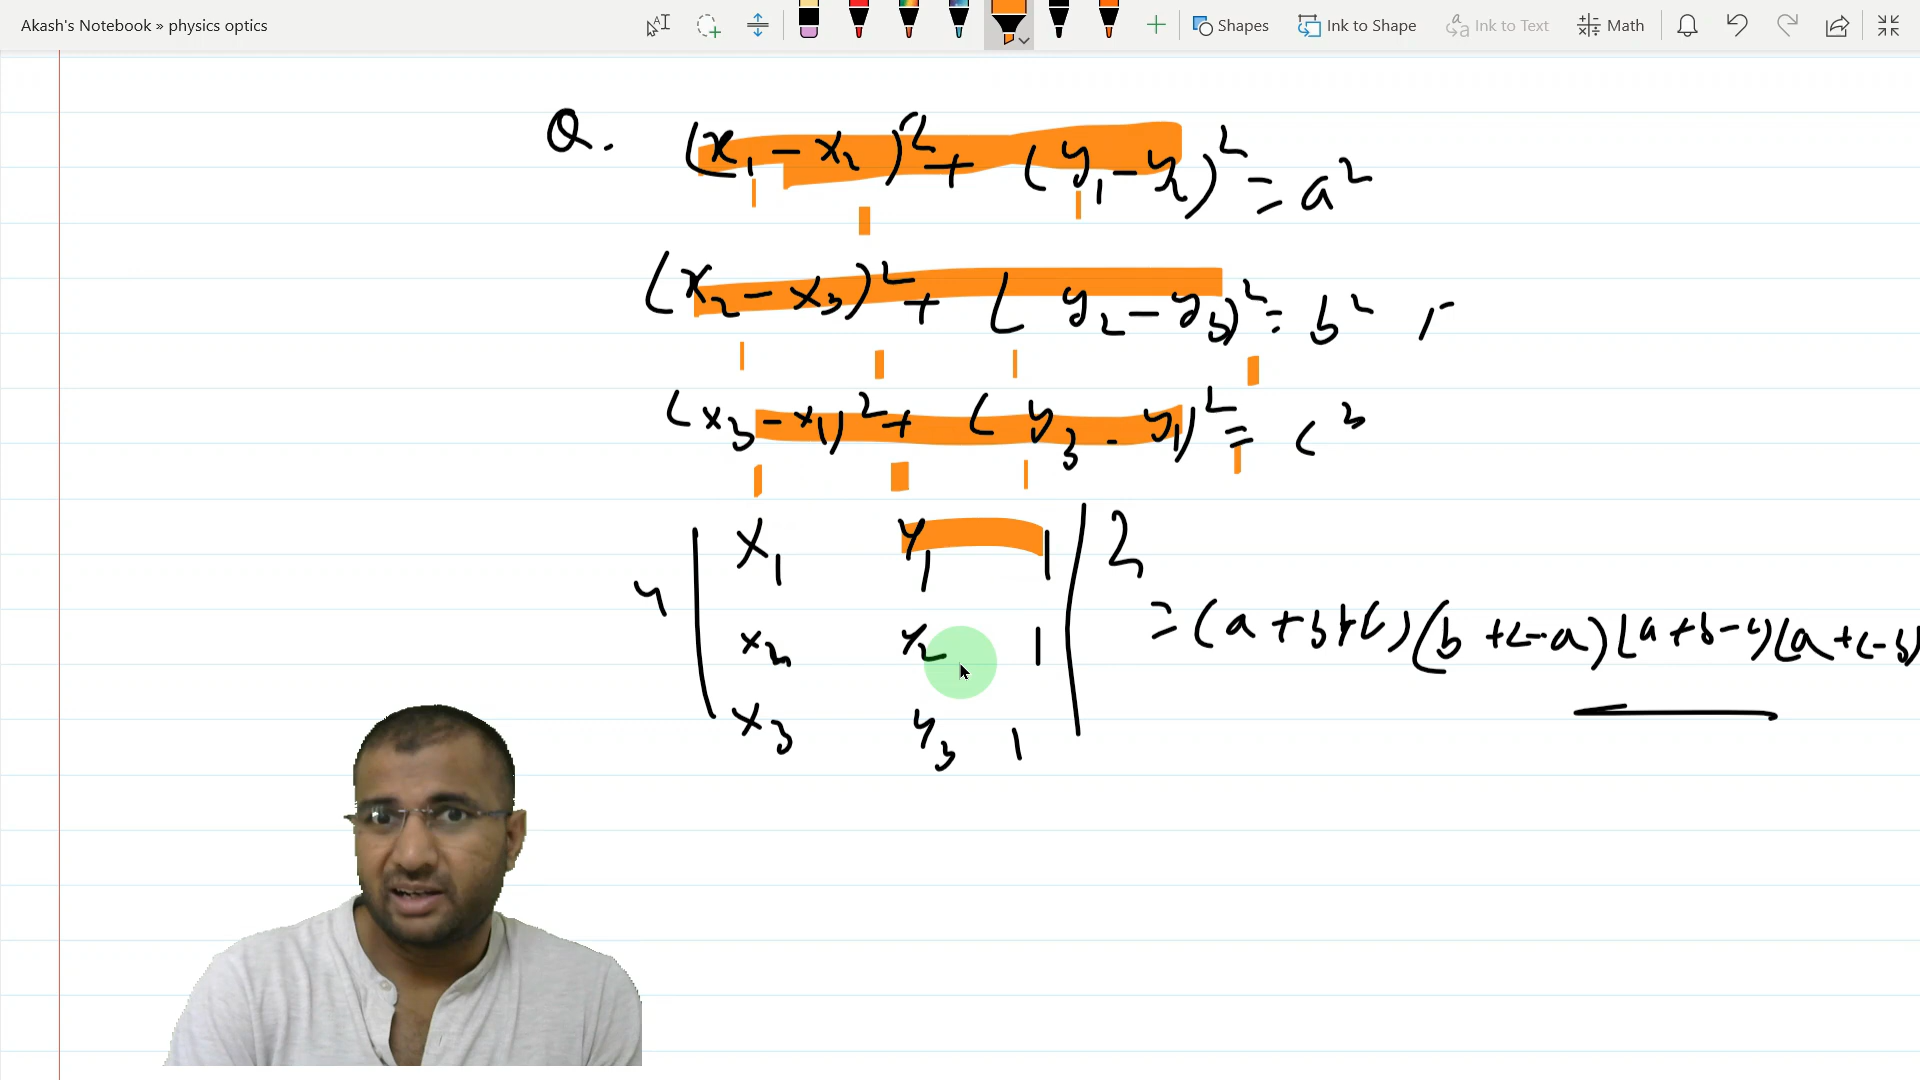 Akash's Notebook » physics optics
Shapes Ink to Shape Ink to Text Math
Q. (x₁ - x₂)² + (y₁ - y₂)² = a²
(x₂ - x₃)² + (y₂ - y₃)² = b²
(x₃ - x₁)² + (y₃ - y₁)² = c³
4 | x₁ y₁ 1 | 2
x₂ y₂ 1 = (a + b + c)(b + c - a)(a + b - c)(a + c - b)
x₃ y₃ 1